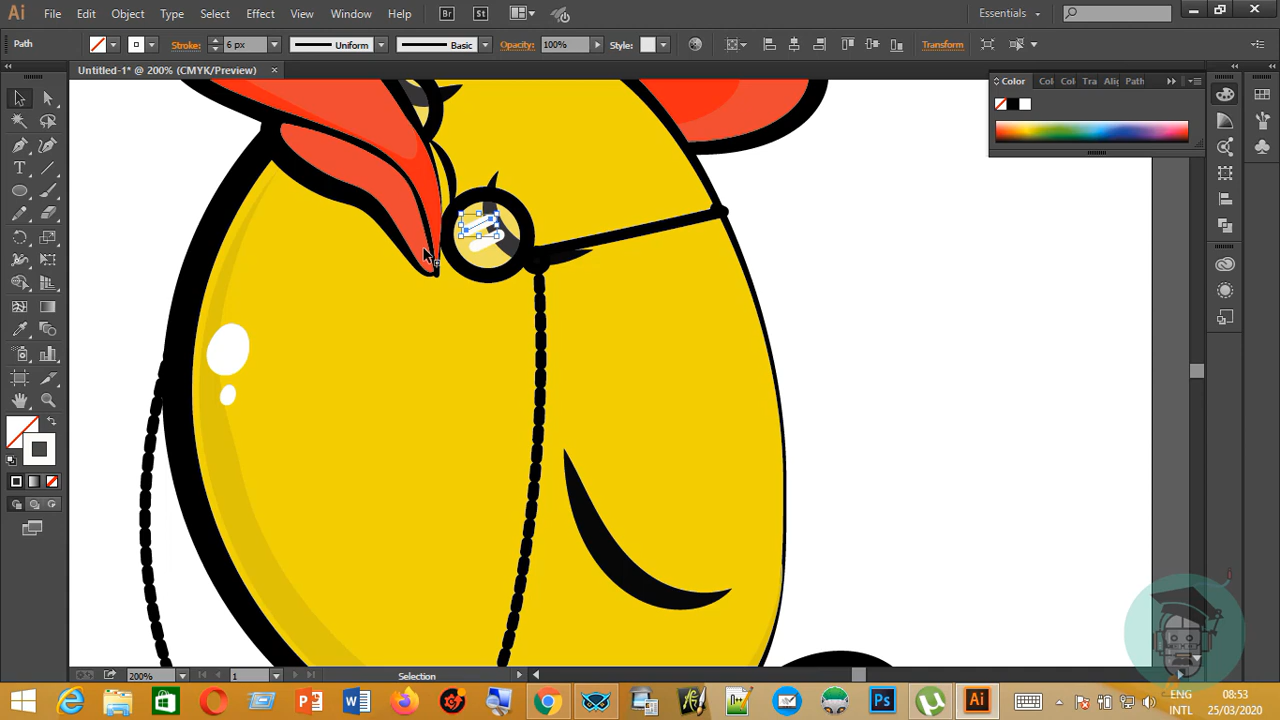 Ai File Edit Object Type Select Effect View Window Help Br St Essentials
Path Stroke: 6 px Uniform Basic Opacity: 100% Style: Transform
Untitled-1* @ 200% (CMYK/Preview)
Color Col Col Tra Alig Path
200% 1 Selection
Ps Ai ENG 08:53
INTL 25/03/2020